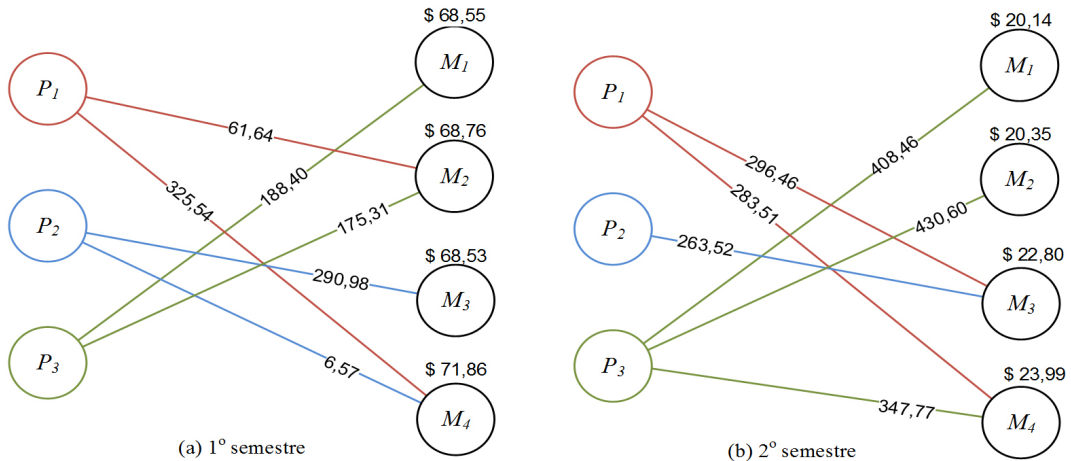 $ 68,55
M1
P1
61,64
$ 68,76
M2
188,40
325,54
175,31
P2
290,98
$ 68,53
M3
P3
6,57
$ 71,86
M4
(a) 1º semestre
$ 20,14
M1
P1
408,46
$ 20,35
M2
296,46
283,51
430,60
P2
263,52
$ 22,80
M3
P3
347,77
$ 23,99
M4
(b) 2º semestre